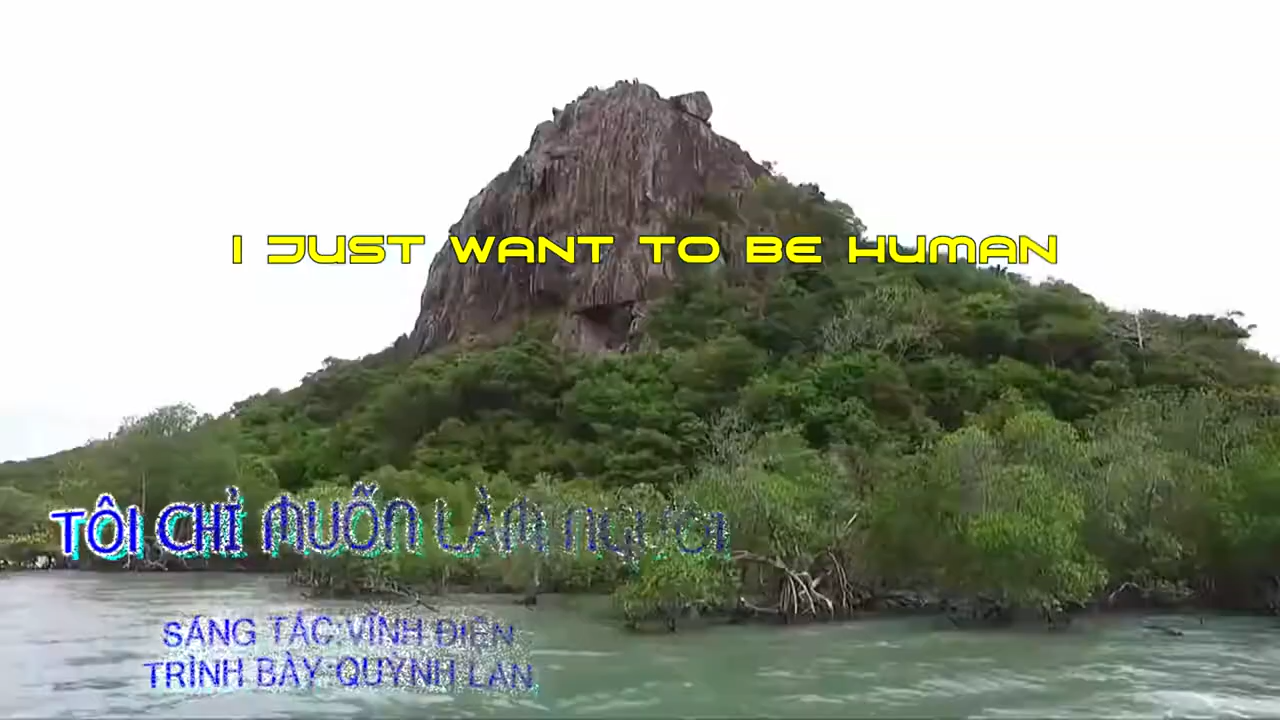 I JUST WANT TO BE HUMAN
TÔI CHỈ MUỐN LÀM NGƯỜI
SÁNG TÁC:VĨNH ĐIỆN
TRÌNH BÀY:QUỲNH LAN